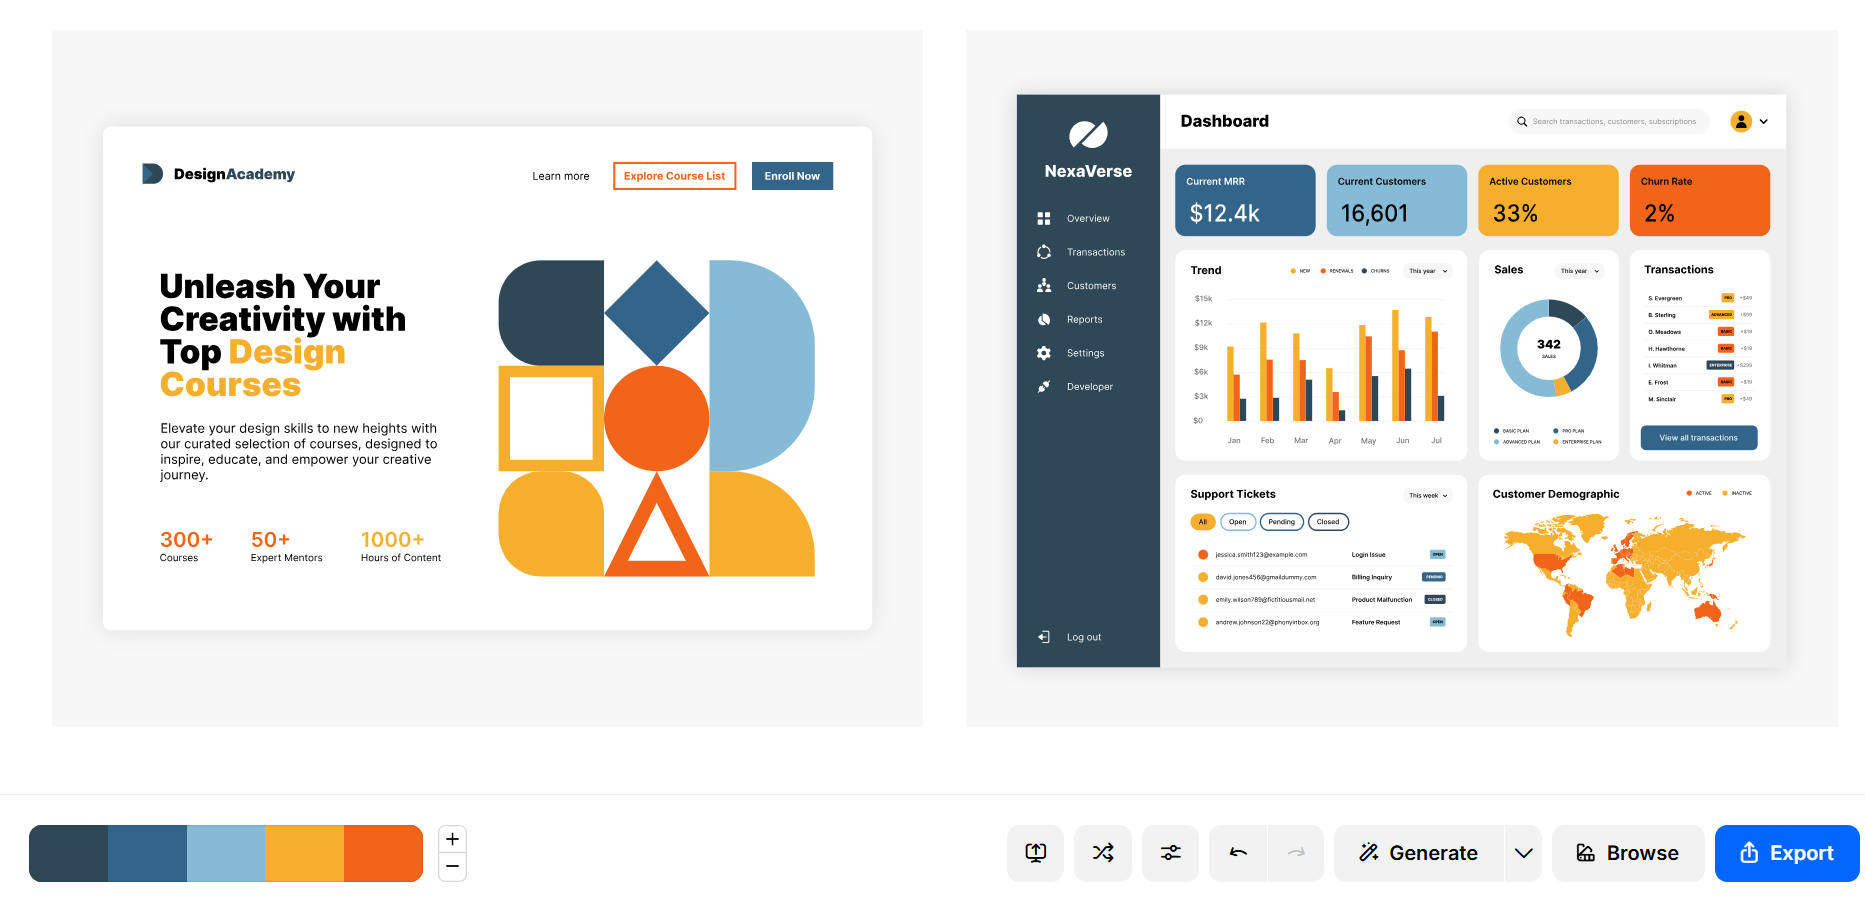 DesignAcademy
Learn more
Explore Course List
Enroll Now
Unleash Your
Creativity with
Top Design
Courses
Elevate your design skills to new heights with
our curated selection of courses, designed to
inspire, educate, and empower your creative
journey.
300+
Courses
50+
Expert Mentors
1000+
Hours of Content
NexaVerse
Overview
Transactions
Customers
Reports
Settings
Developer
Log out
Dashboard
Search transactions, customers, subscriptions
Current MRR
$12.4k
Current Customers
16,601
Active Customers
33%
Churn Rate
2%
Trend
NEW
RENEWALS
CHURNS
This year
$15k
$12k
$9k
$6k
$3k
$0
Jan
Feb
Mar
Apr
May
Jun
Jul
Sales
This year
342
SALES
BASIC PLAN
PRO PLAN
ADVANCED PLAN
ENTERPRISE PLAN
Transactions
S. Evergreen PRO +$49
B. Sterling ADVANCED +$99
O. Meadows BASIC +$19
H. Hawthorne BASIC +$19
I. Whitman ENTERPRISE +$299
E. Frost BASIC +$19
M. Sinclair PRO +$49
View all transactions
Support Tickets
This week
All
Open
Pending
Closed
jessica.smith123@example.com Login Issue OPEN
david.jones456@gmaildummy.com Billing Inquiry PENDING
emily.wilson789@fictitiousmail.net Product Malfunction CLOSED
andrew.johnson22@phonyinbox.org Feature Request OPEN
Customer Demographic
ACTIVE
INACTIVE
Generate
Browse
Export